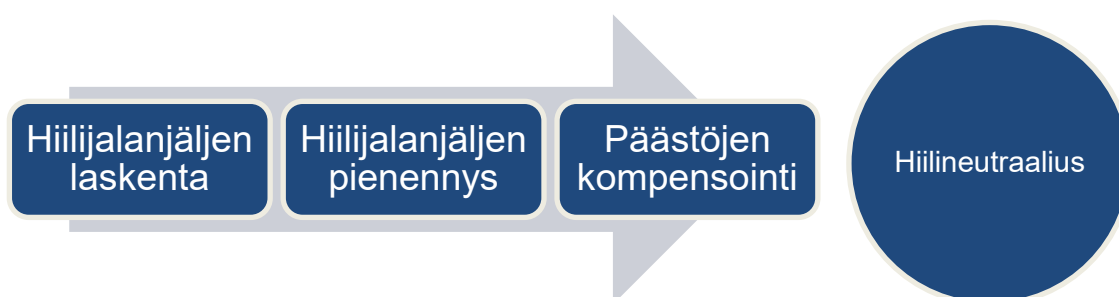 Hiilijalanjäljen
laskenta
Hiilijalanjäljen
pienennys
Päästöjen
kompensointi
Hiilineutraalius